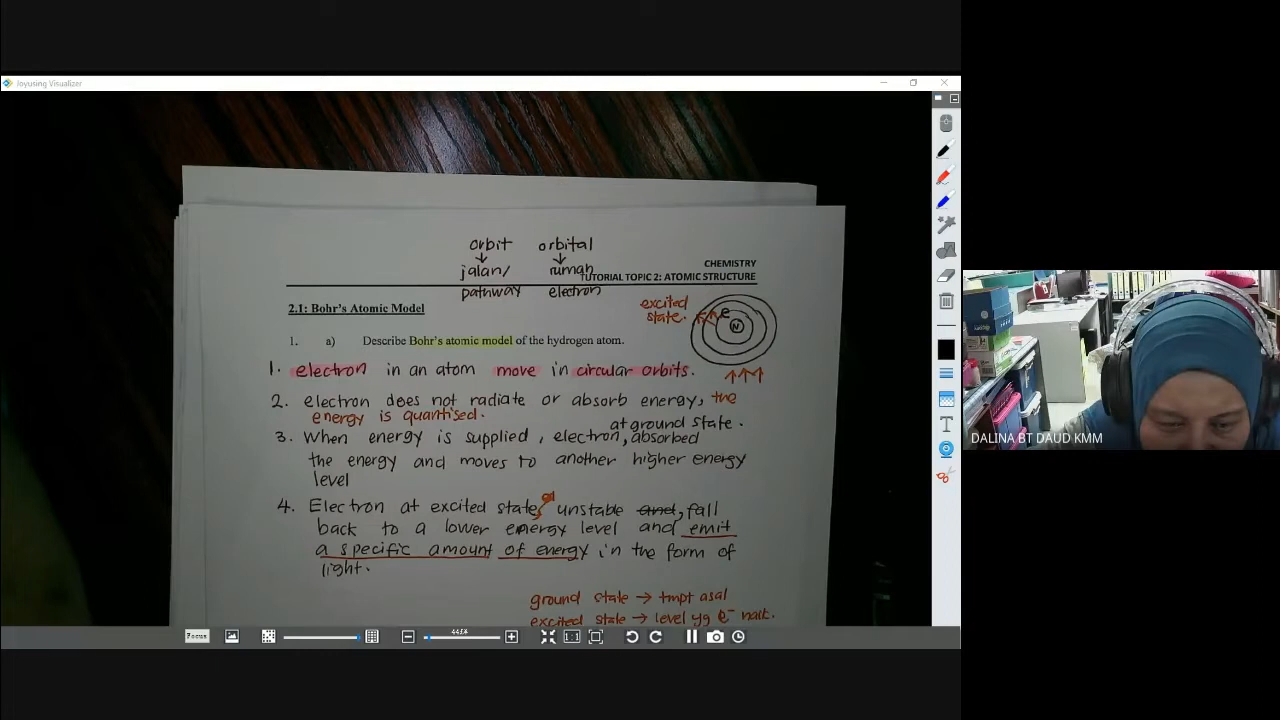 Joyusing Visualizer
orbit orbital
jalan/ rumah
pathway electron
CHEMISTRY
TUTORIAL TOPIC 2: ATOMIC STRUCTURE
2.1: Bohr's Atomic Model
excited
state.
e
N
1. a) Describe Bohr's atomic model of the hydrogen atom.
1. electron in an atom move in circular orbits.
2. electron does not radiate or absorb energy, the
energy is quantised.
at ground state.
3. When energy is supplied, electron, absorbed
the energy and moves to another higher energy
level
4. Electron at excited state unstable and, fall
back to a lower energy level and emit
a specific amount of energy in the form of
light.
ground state → tmpt asal
excited state → level yg e⁻ naik.
Focus
1:1
T
DALINA BT DAUD KMM